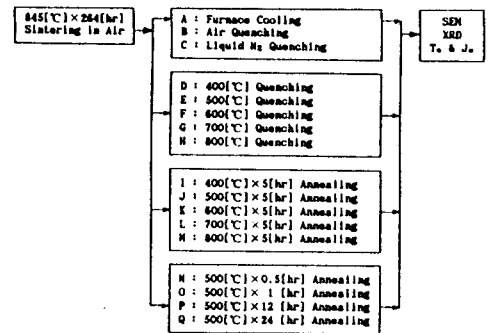 845[℃]×264[hr]
Sintering in Air
A : Furnace Cooling
B : Air Quenching
C : Liquid N₂ Quenching
SEM
XRD
Tc & Jc
D : 400[℃] Quenching
E : 500[℃] Quenching
F : 600[℃] Quenching
G : 700[℃] Quenching
H : 800[℃] Quenching
I : 400[℃]×5[hr] Annealing
J : 500[℃]×5[hr] Annealing
K : 600[℃]×5[hr] Annealing
L : 700[℃]×5[hr] Annealing
M : 800[℃]×5[hr] Annealing
N : 500[℃]×0.5[hr] Annealing
O : 500[℃]× 1 [hr] Annealing
P : 500[℃]×12 [hr] Annealing
Q : 500[℃]×24 [hr] Annealing